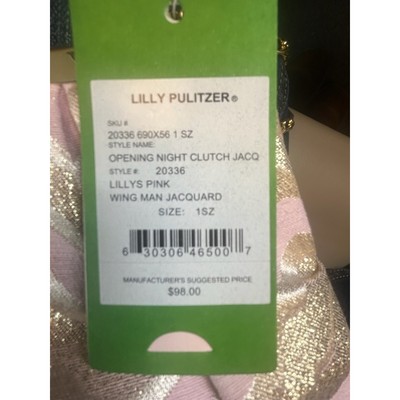 LILLY PULITZER®
SKU #
20336 690X56 1 SZ
STYLE NAME:
OPENING NIGHT CLUTCH JACQ
STYLE #: 20336
LILLYS PINK
WING MAN JACQUARD
SIZE: 1SZ
6 30306 46500 7
MANUFACTURER'S SUGGESTED PRICE
$98.00